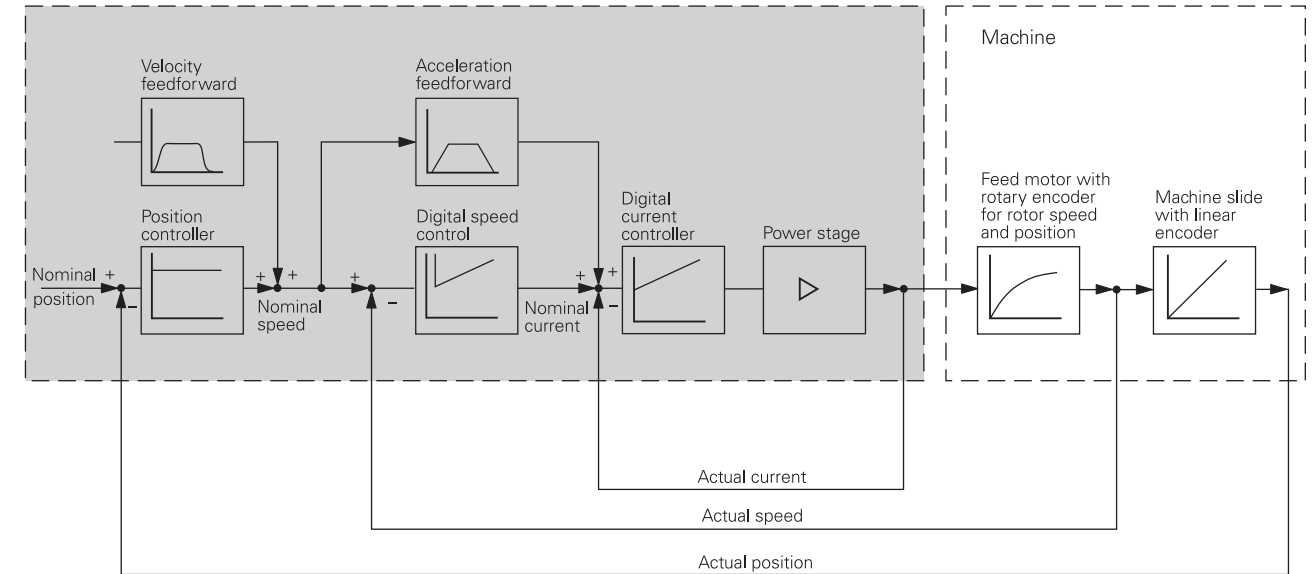 Machine
Velocity
feedforward
Acceleration
feedforward
Position
controller
Digital speed
control
Digital
current
controller
Power stage
Feed motor with
rotary encoder
for rotor speed
and position
Machine slide
with linear
encoder
Nominal
position
+
−
+
+
Nominal
speed
+
−
+
+
−
Nominal
current
Actual current
Actual speed
Actual position